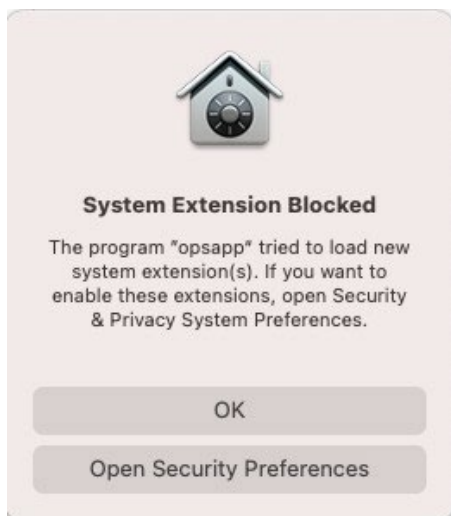 System Extension Blocked
The program "opsapp" tried to load new
system extension(s). If you want to
enable these extensions, open Security
& Privacy System Preferences.
OK
Open Security Preferences